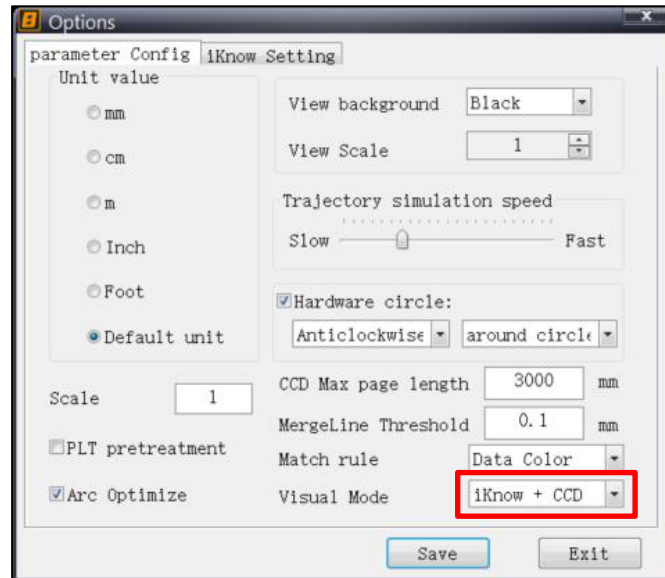 Options
parameter Config iKnow Setting
Unit value
mm
cm
m
Inch
Foot
Default unit
Scale 1
PLT pretreatment
Arc Optimize
View background Black
View Scale 1
Trajectory simulation speed
Slow Fast
Hardware circle:
Anticlockwise around circle
CCD Max page length 3000 mm
MergeLine Threshold 0.1 mm
Match rule Data Color
Visual Mode iKnow + CCD
Save Exit